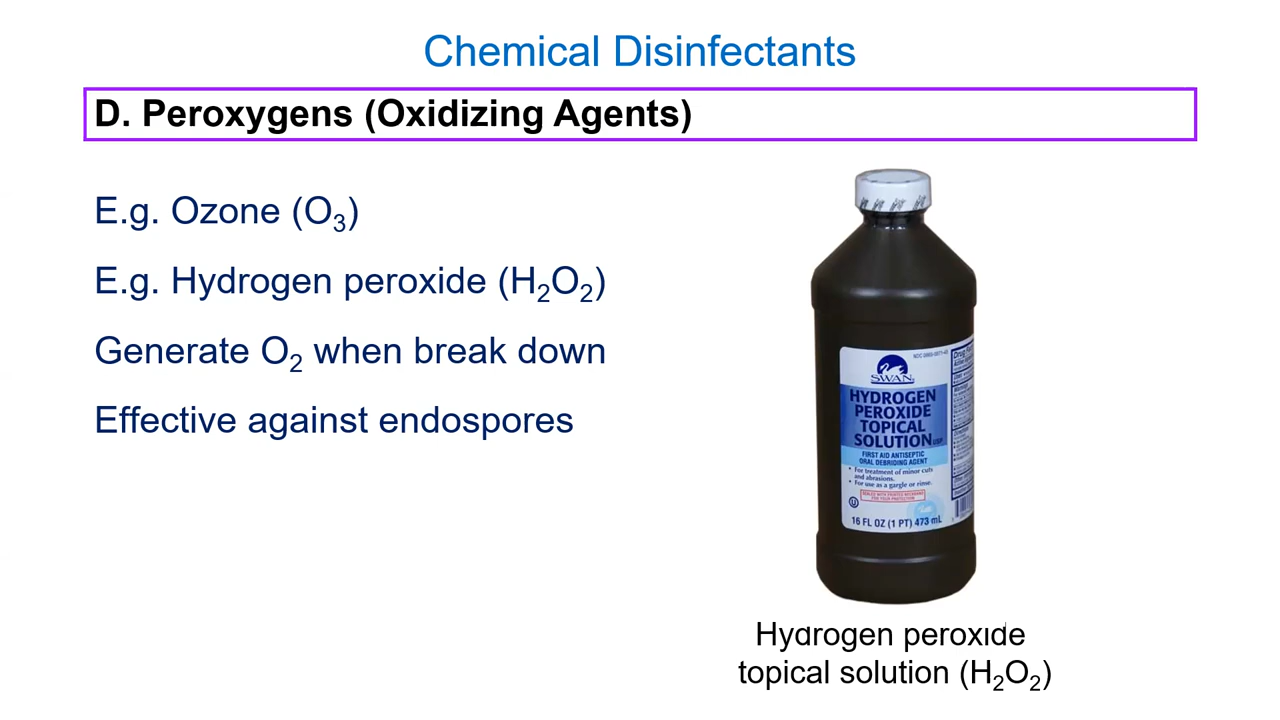 Chemical Disinfectants
D. Peroxygens (Oxidizing Agents)
E.g. Ozone (O₃)
E.g. Hydrogen peroxide (H₂O₂)
Generate O₂ when break down
Effective against endospores
SWAN
HYDROGEN
PEROXIDE
TOPICAL
SOLUTION USP
FIRST AID ANTISEPTIC
ORAL DEBRIDING AGENT
• For treatment of minor cuts
and abrasions.
• For use as a gargle or rinse.
16 FL OZ (1 PT) 473 mL
Hydrogen peroxide
topical solution (H₂O₂)